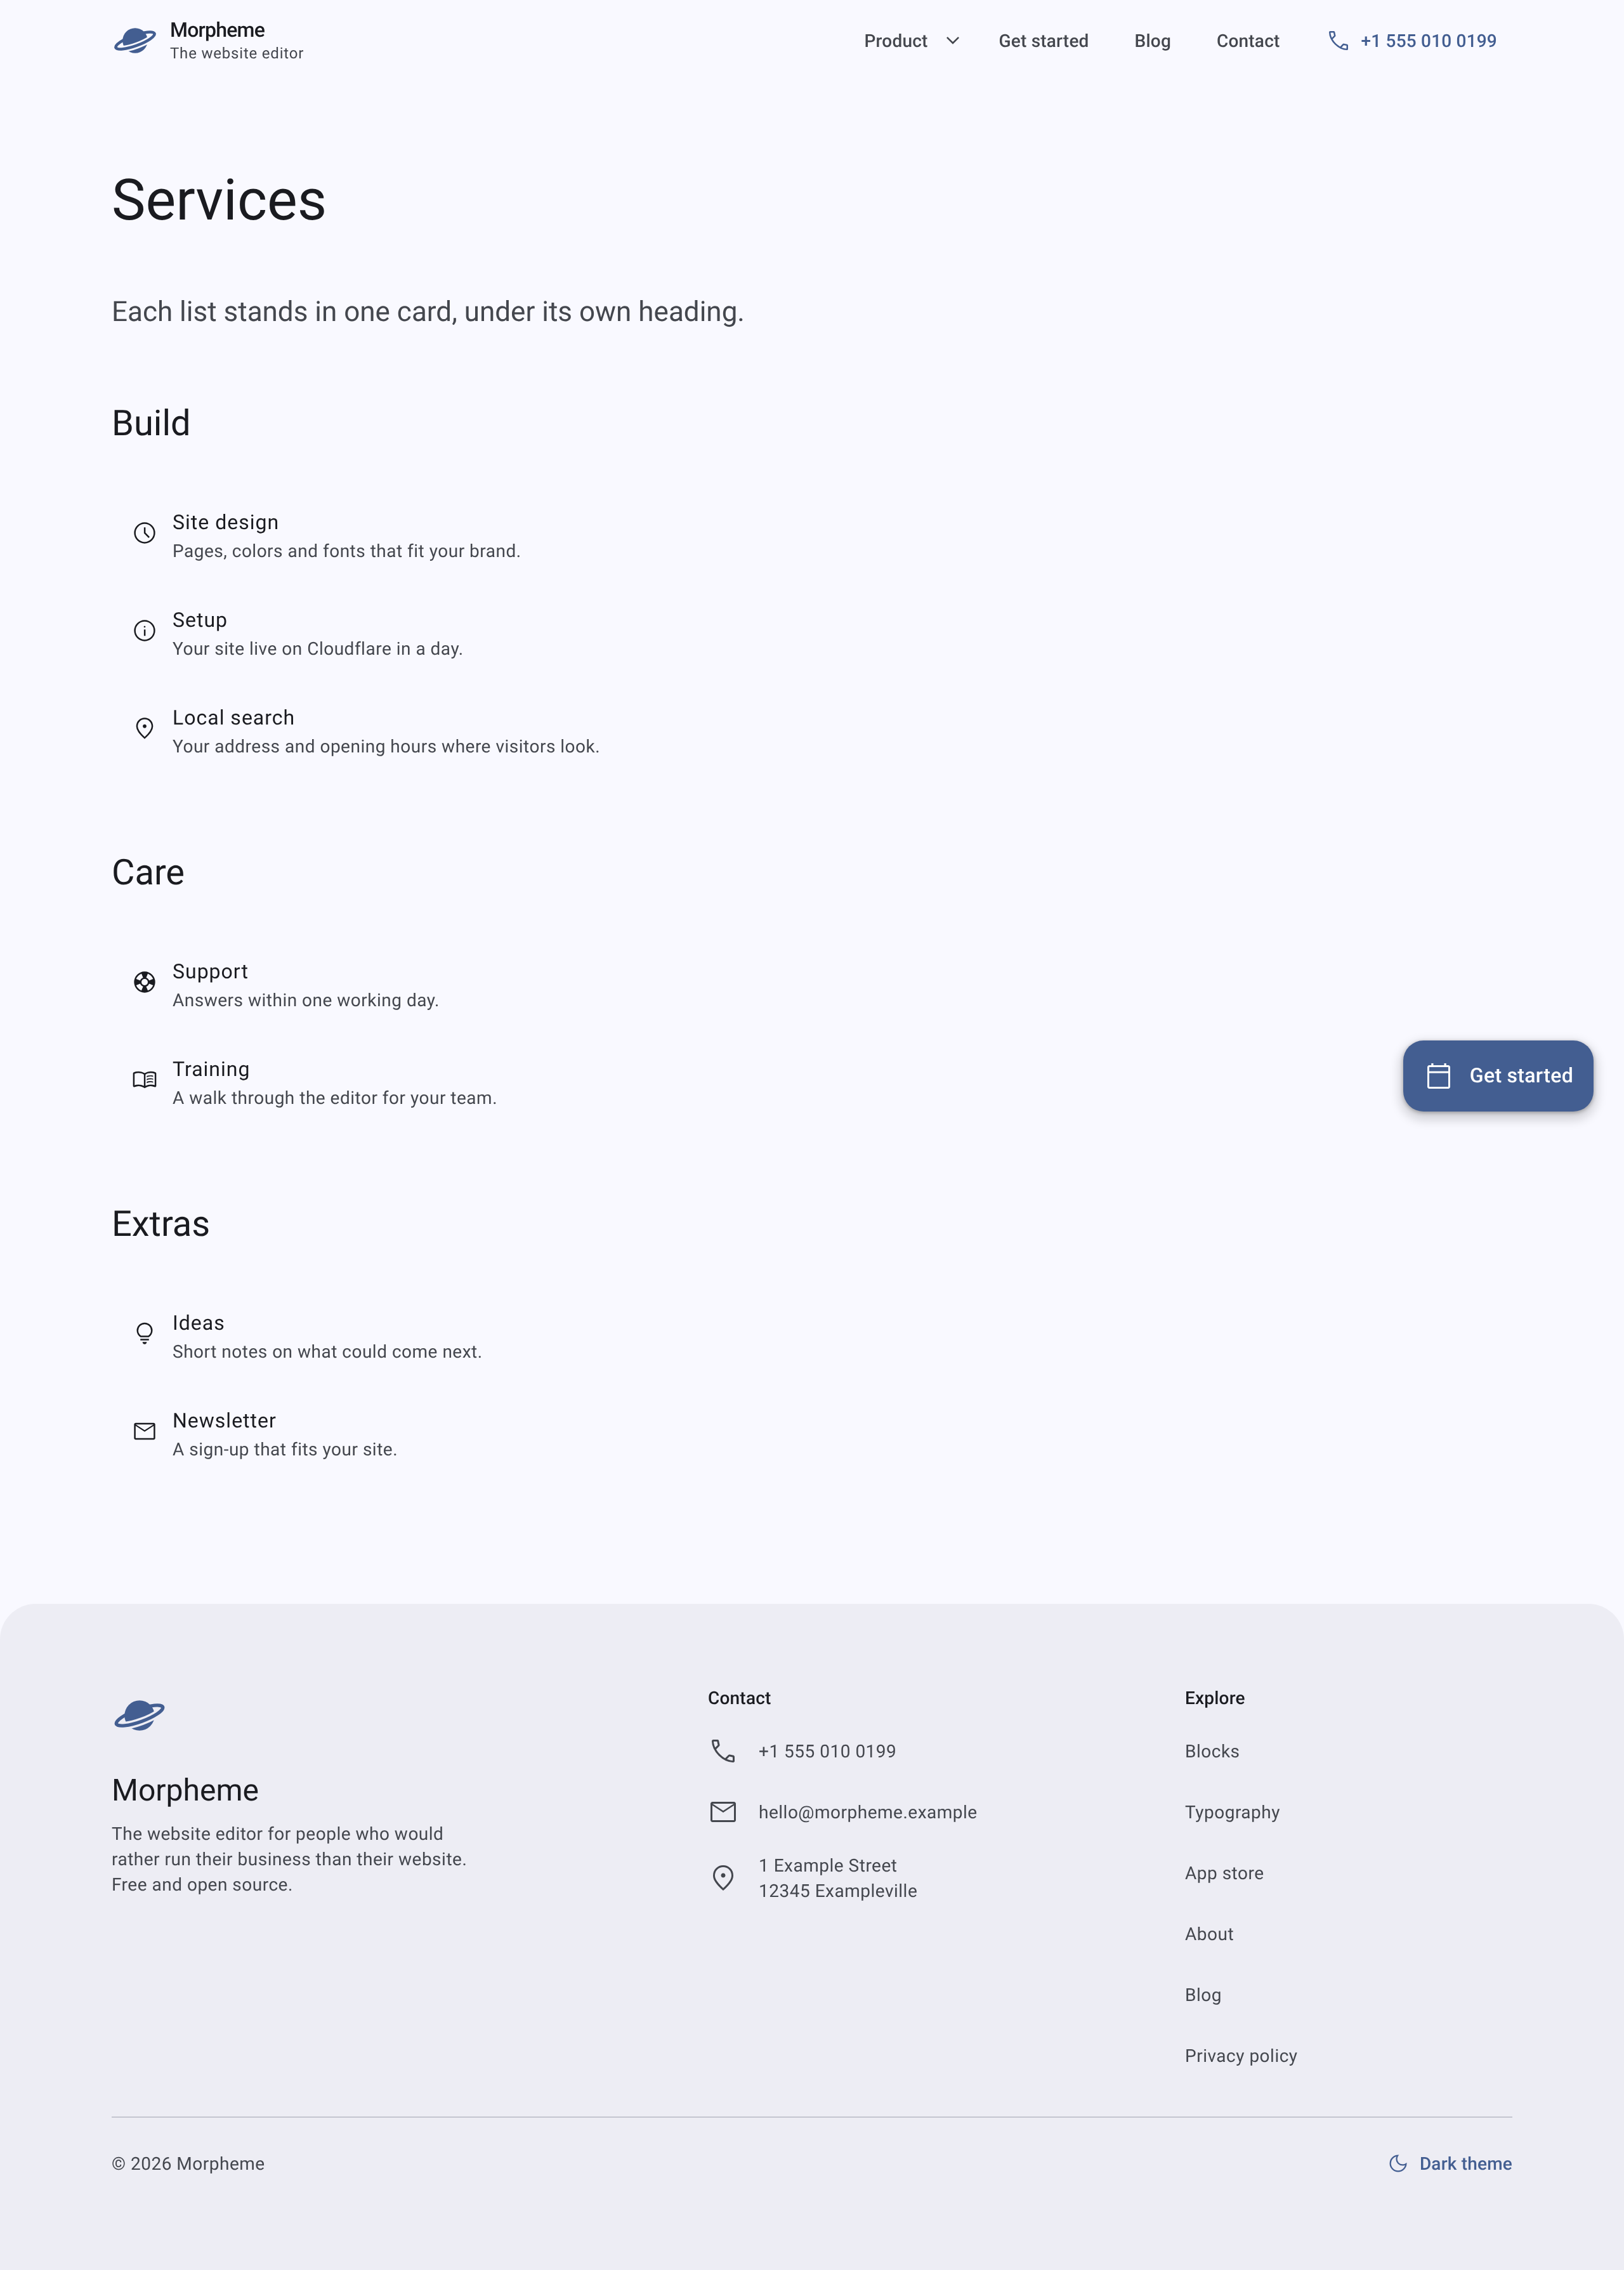 Morpheme
The website editor
Product
Get started
Blog
Contact
+1 555 010 0199
Services
Each list stands in one card, under its own heading.
Build
Site design
Pages, colors and fonts that fit your brand.
Setup
Your site live on Cloudflare in a day.
Local search
Your address and opening hours where visitors look.
Care
Support
Answers within one working day.
Training
A walk through the editor for your team.
Get started
Extras
Ideas
Short notes on what could come next.
Newsletter
A sign-up that fits your site.
Morpheme
The website editor for people who would
rather run their business than their website.
Free and open source.
Contact
+1 555 010 0199
hello@morpheme.example
1 Example Street
12345 Exampleville
Explore
Blocks
Typography
App store
About
Blog
Privacy policy
© 2026 Morpheme
Dark theme